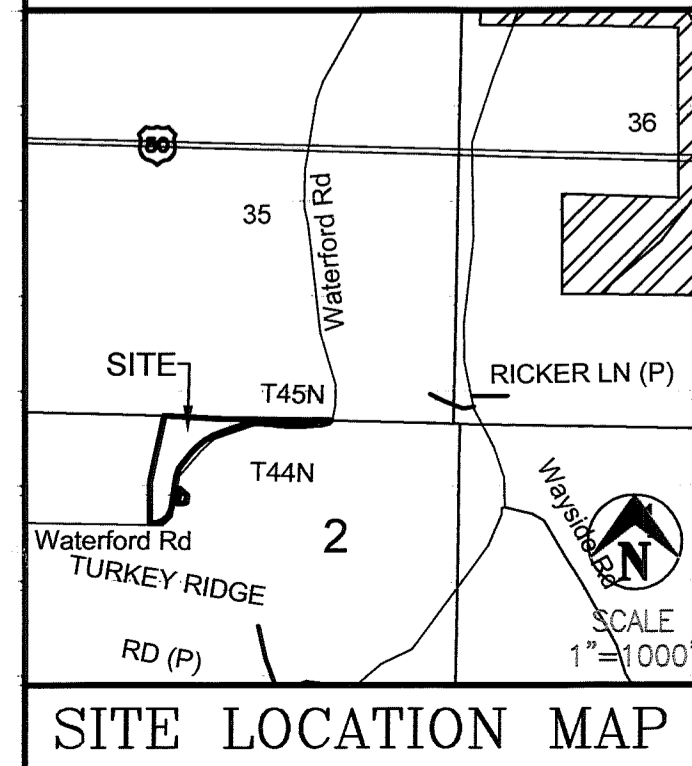 36
50
35
Waterford Rd
SITE
T45N
RICKER LN (P)
T44N
Wayside Rd
2
Waterford Rd
TURKEY RIDGE
RD (P)
N
SCALE
1"=1000'
SITE LOCATION MAP